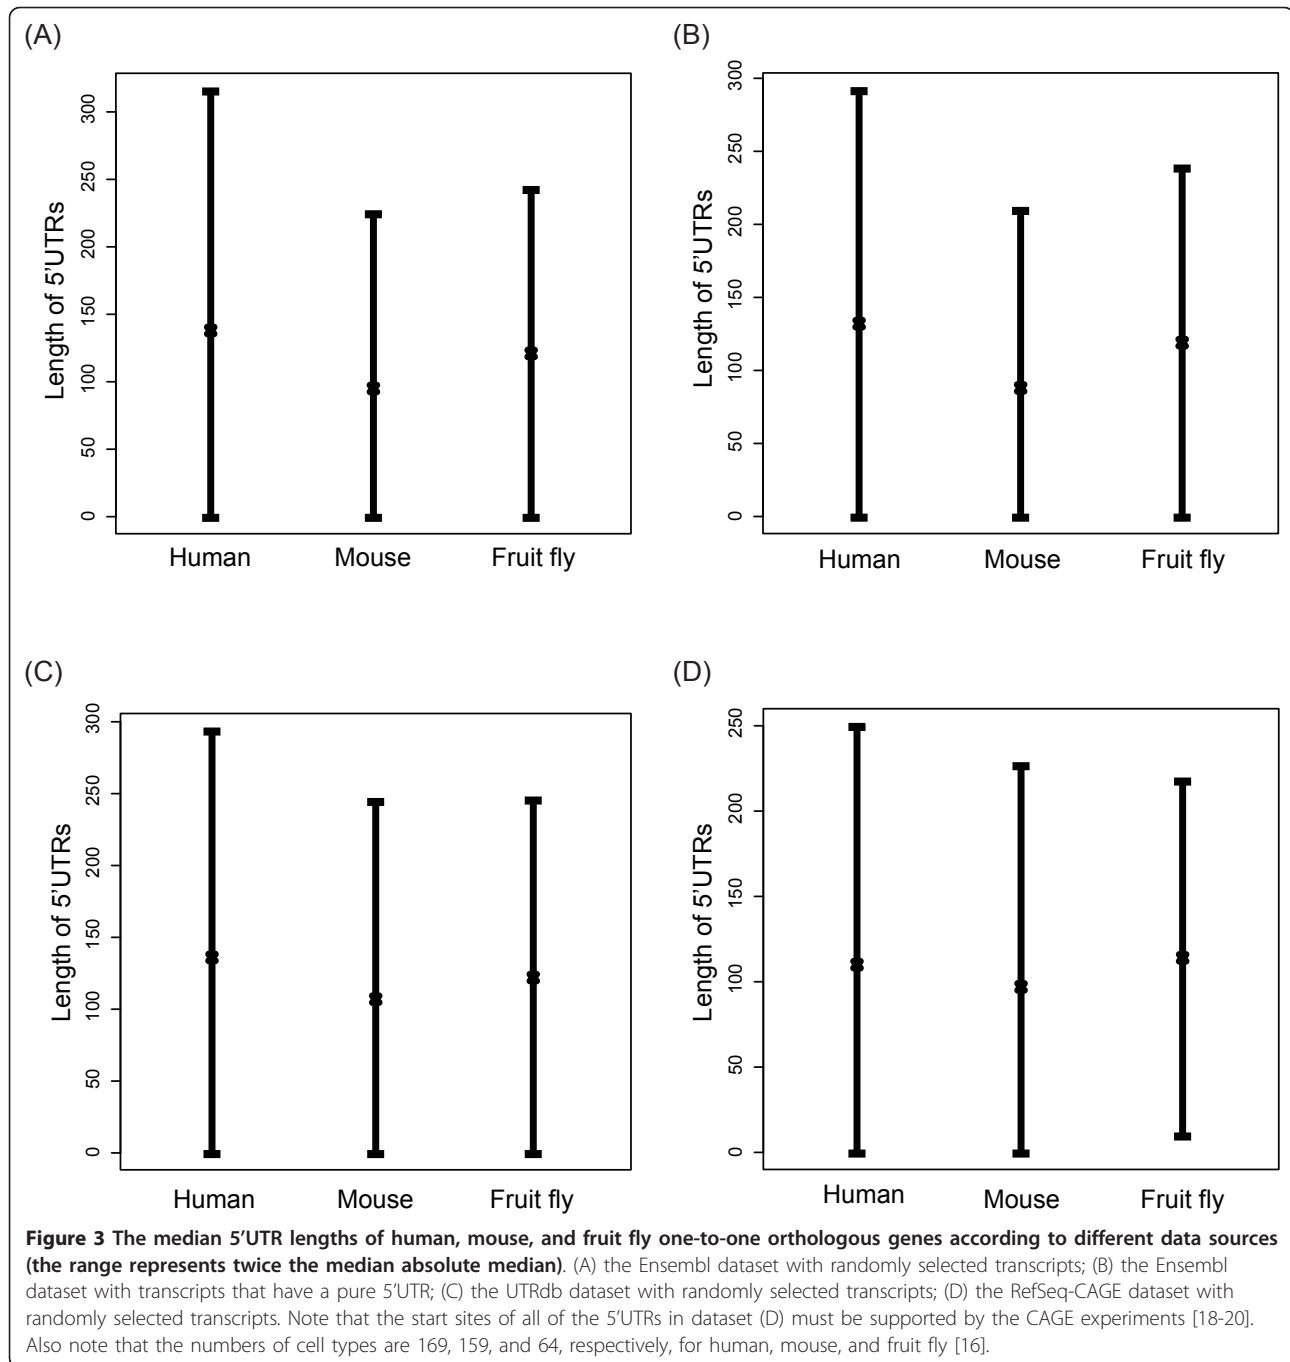 (A)
Length of 5'UTRs
300
250
200
150
100
50
0
Human Mouse Fruit fly
(B)
Length of 5'UTRs
300
250
200
150
100
50
0
Human Mouse Fruit fly
(C)
Length of 5'UTRs
300
250
200
150
100
50
0
Human Mouse Fruit fly
(D)
Length of 5'UTRs
250
200
150
100
50
0
Human Mouse Fruit fly
Figure 3 The median 5'UTR lengths of human, mouse, and fruit fly one-to-one orthologous genes according to different data sources
(the range represents twice the median absolute median). (A) the Ensembl dataset with randomly selected transcripts; (B) the Ensembl
dataset with transcripts that have a pure 5'UTR; (C) the UTRdb dataset with randomly selected transcripts; (D) the RefSeq-CAGE dataset with
randomly selected transcripts. Note that the start sites of all of the 5'UTRs in dataset (D) must be supported by the CAGE experiments [18-20].
Also note that the numbers of cell types are 169, 159, and 64, respectively, for human, mouse, and fruit fly [16].